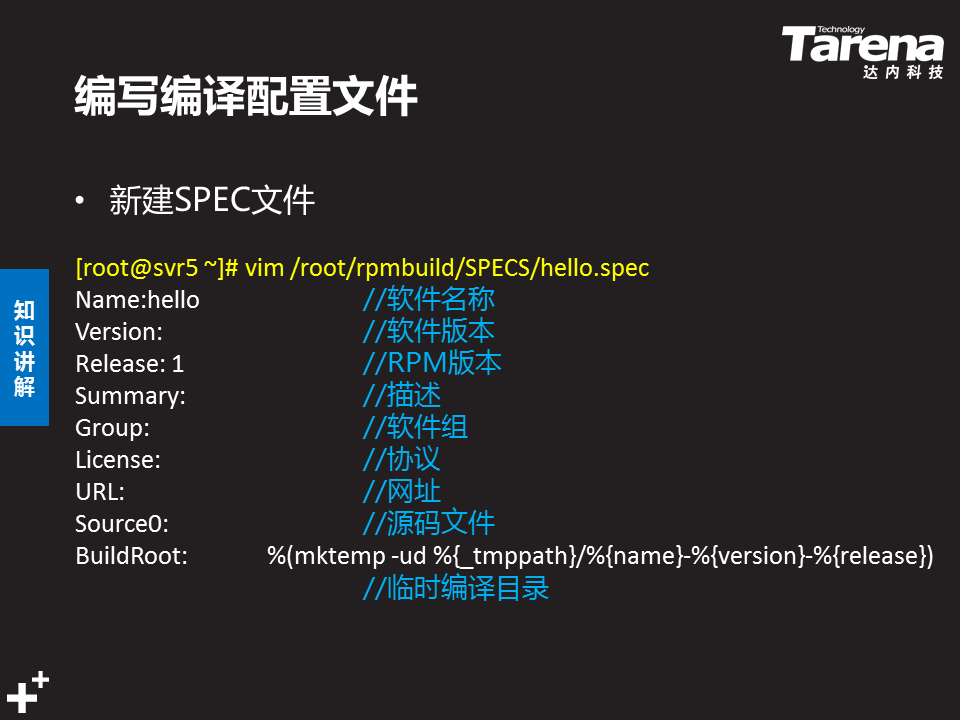 Technology
Tarena
达内科技
编写编译配置文件
• 新建SPEC文件
[root@svr5 ~]# vim /root/rpmbuild/SPECS/hello.spec
Name:hello //软件名称
Version: //软件版本
Release: 1 //RPM版本
Summary: //描述
Group: //软件组
License: //协议
URL: //网址
Source0: //源码文件
BuildRoot: %(mktemp -ud %{_tmppath}/%{name}-%{version}-%{release})
//临时编译目录
知识讲解